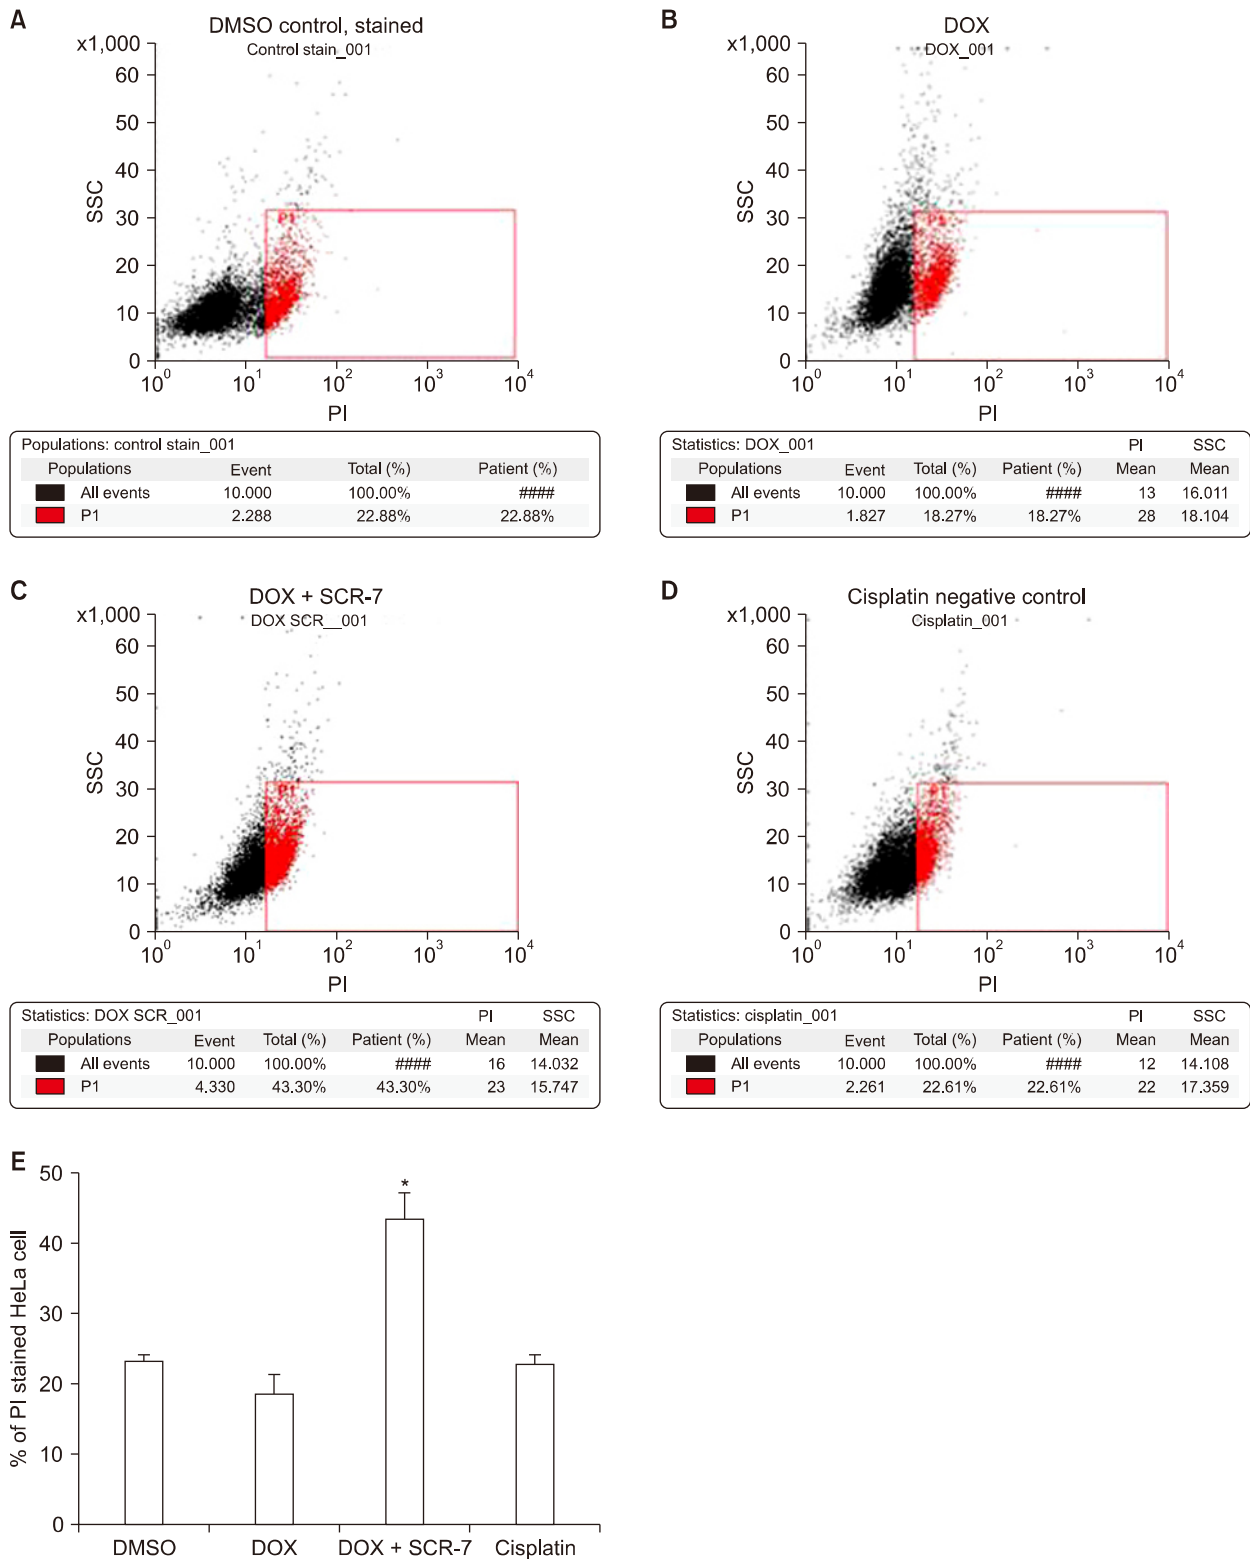 A
DMSO control, stained
Control stain_001
x1,000
60
50
40
30
20
10
0
SSC
P1
10^0 10^1 10^2 10^3 10^4
PI
Populations: control stain_001
Populations Event Total (%) Patient (%)
All events 10.000 100.00% ####
P1 2.288 22.88% 22.88%
B
DOX
DOX_001
x1,000
60
50
40
30
20
10
0
SSC
P1
10^0 10^1 10^2 10^3 10^4
PI
Statistics: DOX_001 PI SSC
Populations Event Total (%) Patient (%) Mean Mean
All events 10.000 100.00% #### 13 16.011
P1 1.827 18.27% 18.27% 28 18.104
C
DOX + SCR-7
DOX SCR__001
x1,000
60
50
40
30
20
10
0
SSC
P1
10^0 10^1 10^2 10^3 10^4
PI
Statistics: DOX SCR_001 PI SSC
Populations Event Total (%) Patient (%) Mean Mean
All events 10.000 100.00% #### 16 14.032
P1 4.330 43.30% 43.30% 23 15.747
D
Cisplatin negative control
Cisplatin_001
x1,000
60
50
40
30
20
10
0
SSC
P1
10^0 10^1 10^2 10^3 10^4
PI
Statistics: cisplatin_001 PI SSC
Populations Event Total (%) Patient (%) Mean Mean
All events 10.000 100.00% #### 12 14.108
P1 2.261 22.61% 22.61% 22 17.359
E
% of PI stained HeLa cell
50
40
30
20
10
0
*
DMSO DOX DOX + SCR-7 Cisplatin